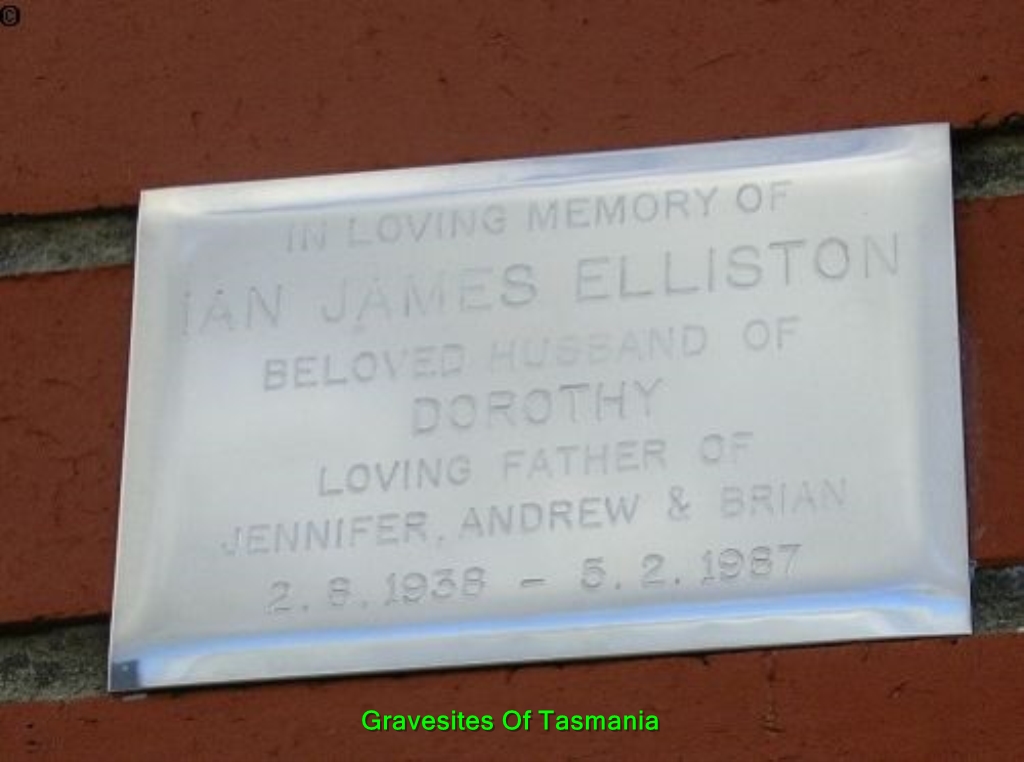 ©
IN LOVING MEMORY OF
IAN JAMES ELLISTON
BELOVED HUSBAND OF
DOROTHY
LOVING FATHER OF
JENNIFER, ANDREW & BRIAN
2.8.1938 - 5.2.1987
Gravesites Of Tasmania